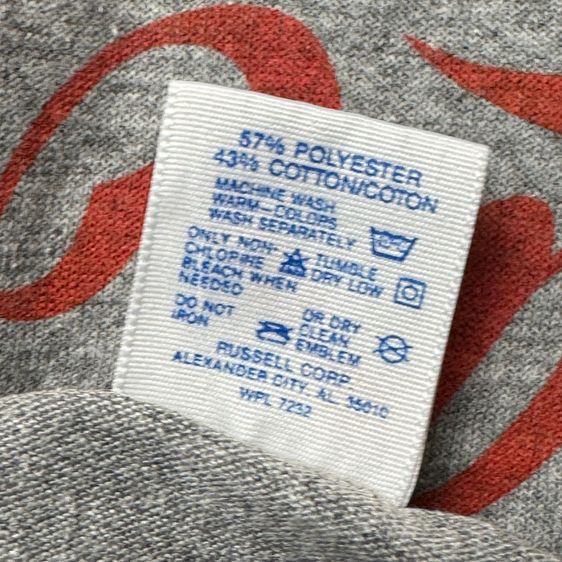 57% POLYESTER
43% COTTON/COTON
MACHINE WASH
WARM-COLORS
WASH SEPARATELY
ONLY NON-
CHLORINE
BLEACH WHEN
NEEDED
TUMBLE
DRY LOW
DO NOT
IRON
OR DRY
CLEAN
EMBLEM
RUSSELL CORP.
ALEXANDER CITY, AL 35010
WPL 7232